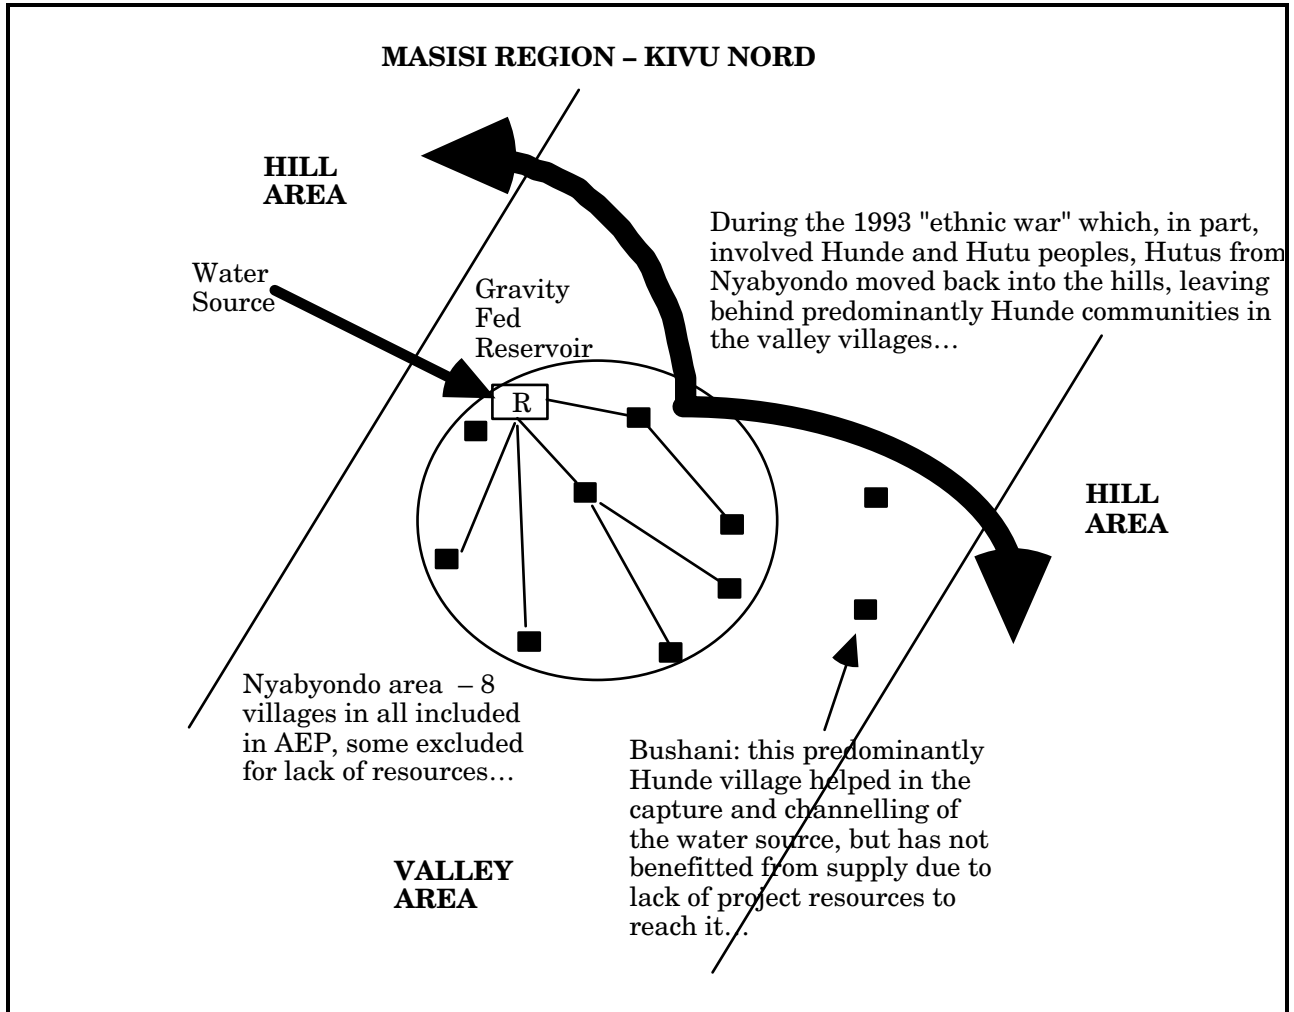 MASISI REGION – KIVU NORD
HILL
AREA
During the 1993 "ethnic war" which, in part,
involved Hunde and Hutu peoples, Hutus from
Nyabyondo moved back into the hills, leaving
behind predominantly Hunde communities in
the valley villages…
Water
Source
Gravity
Fed
Reservoir
R
HILL
AREA
Nyabyondo area – 8
villages in all included
in AEP, some excluded
for lack of resources…
Bushani: this predominantly
Hunde village helped in the
capture and channelling of
the water source, but has not
benefitted from supply due to
lack of project resources to
reach it…
VALLEY
AREA